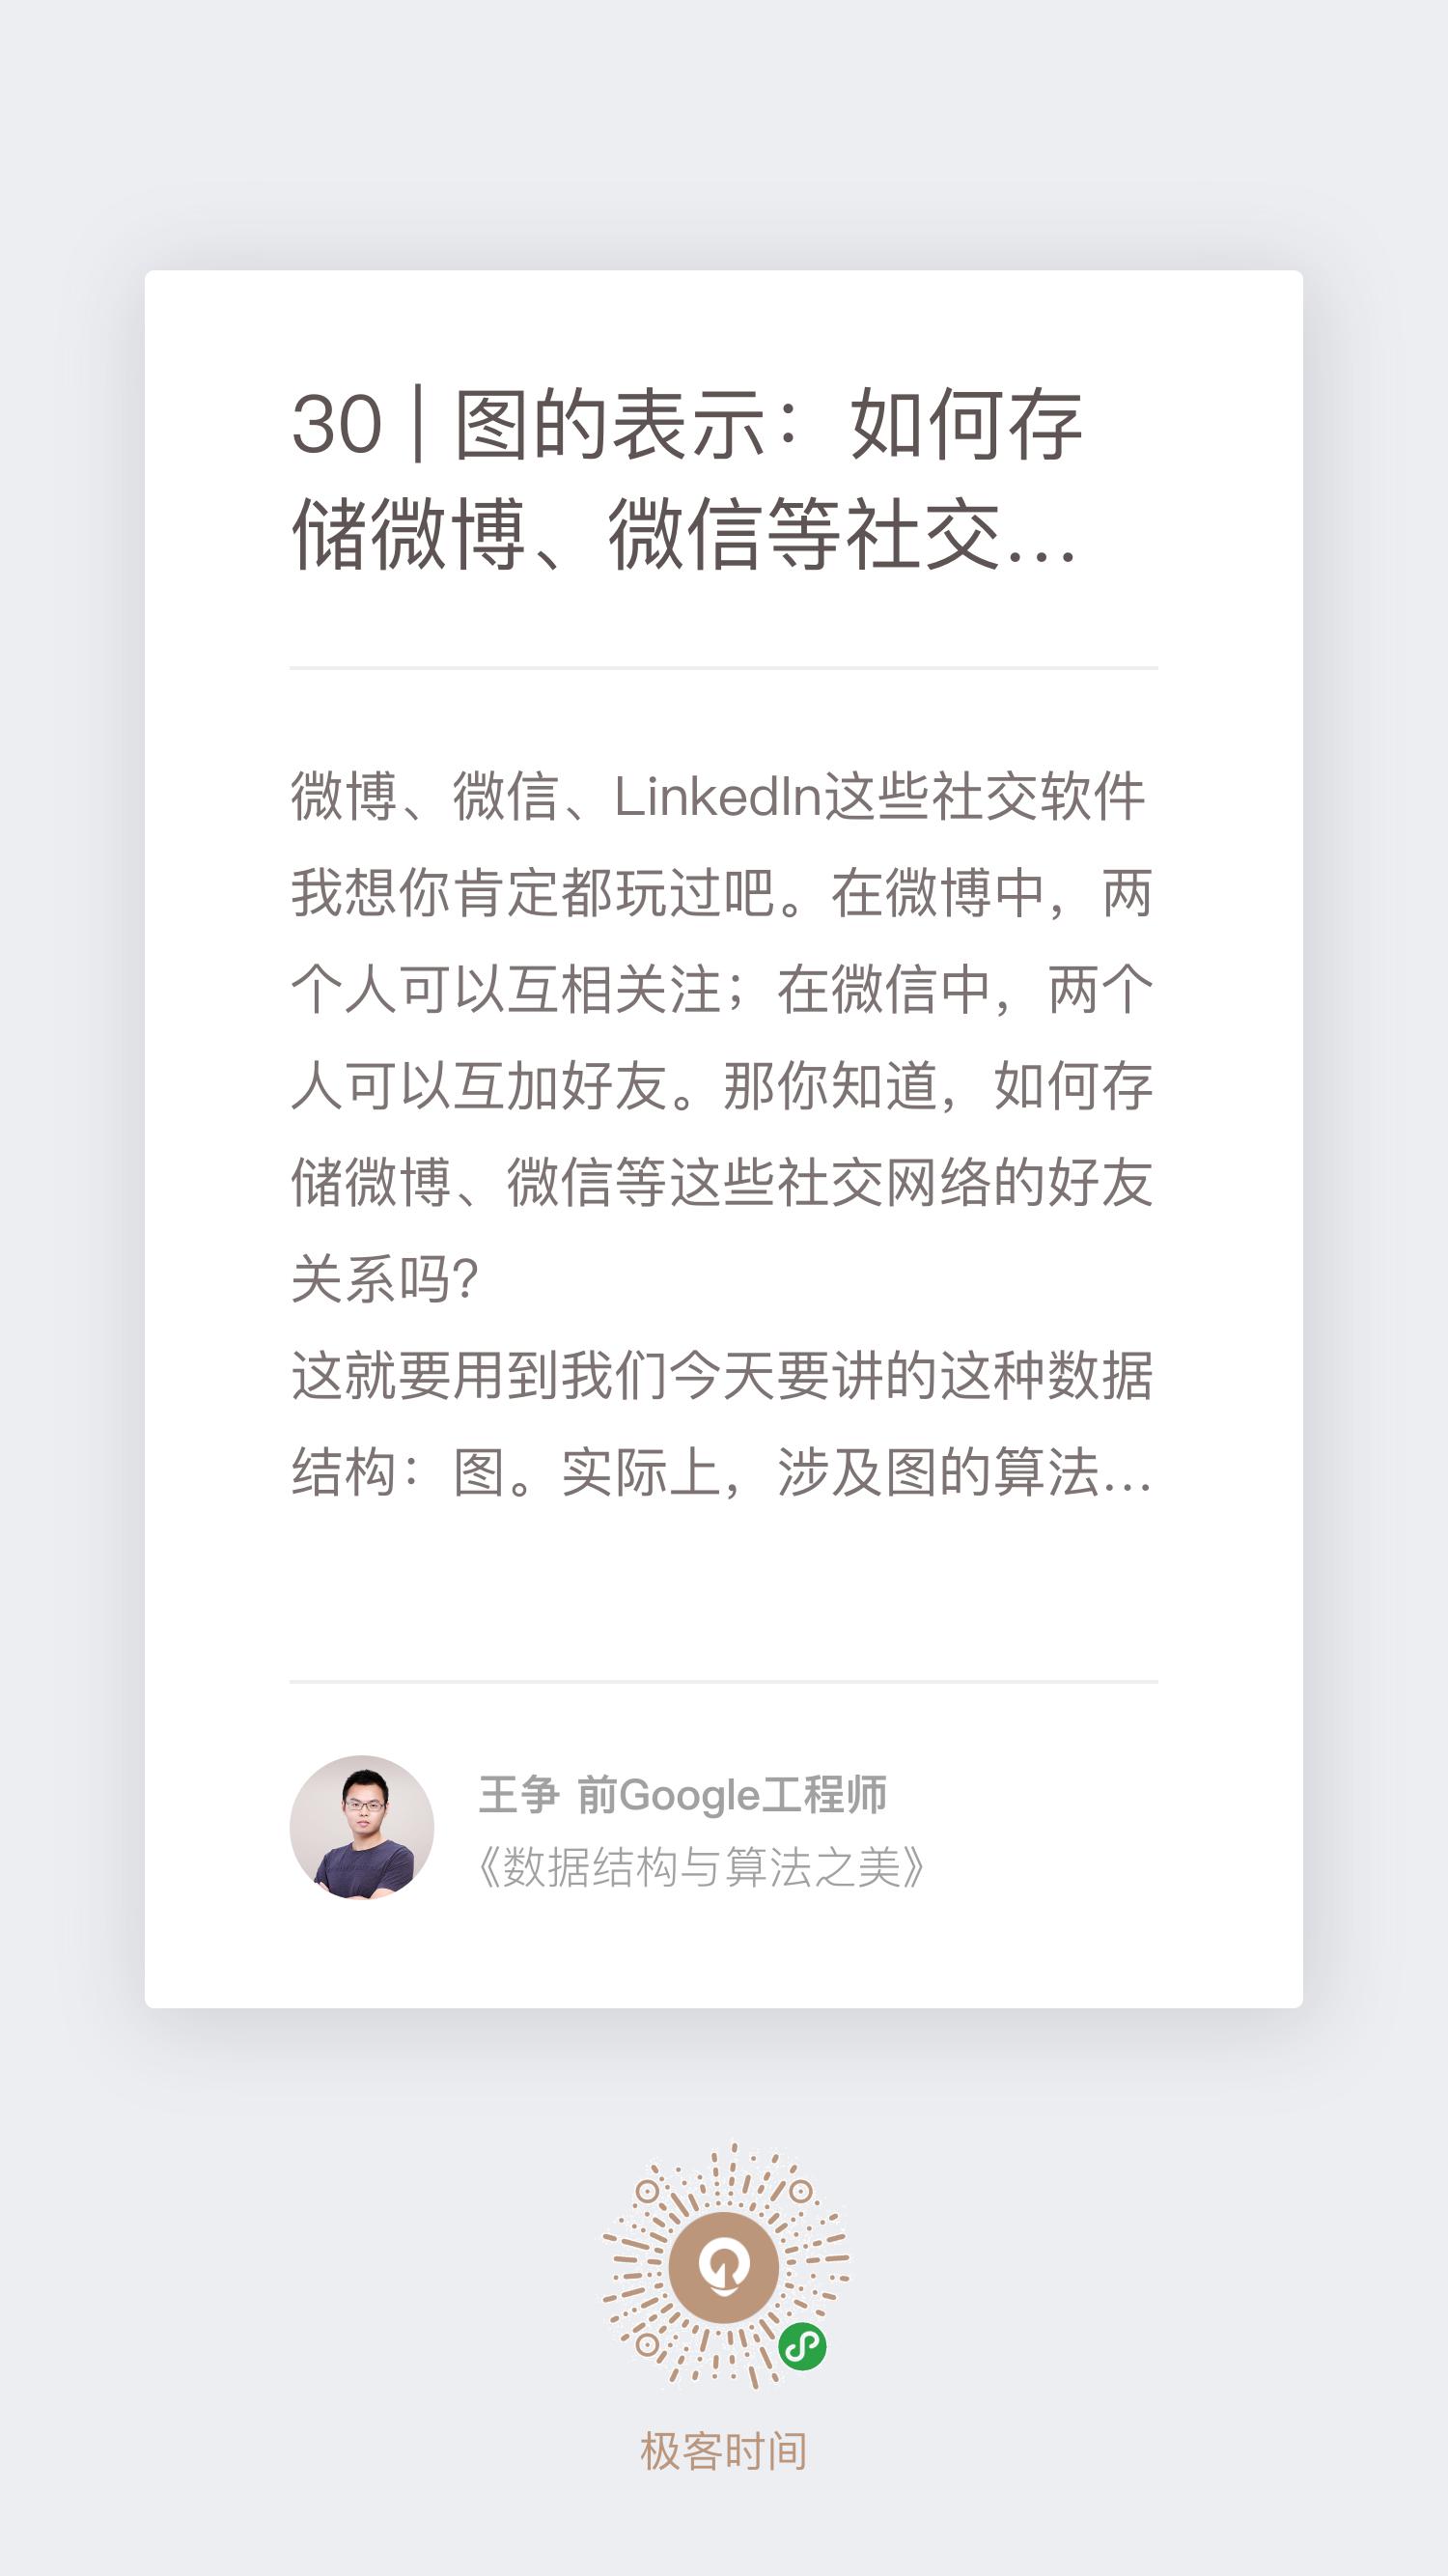 30 | 图的表示：如何存
储微博、微信等社交…
微博、微信、LinkedIn这些社交软件
我想你肯定都玩过吧。在微博中，两
个人可以互相关注；在微信中，两个
人可以互加好友。那你知道，如何存
储微博、微信等这些社交网络的好友
关系吗？
这就要用到我们今天要讲的这种数据
结构：图。实际上，涉及图的算法…
王争 前Google工程师
《数据结构与算法之美》
极客时间